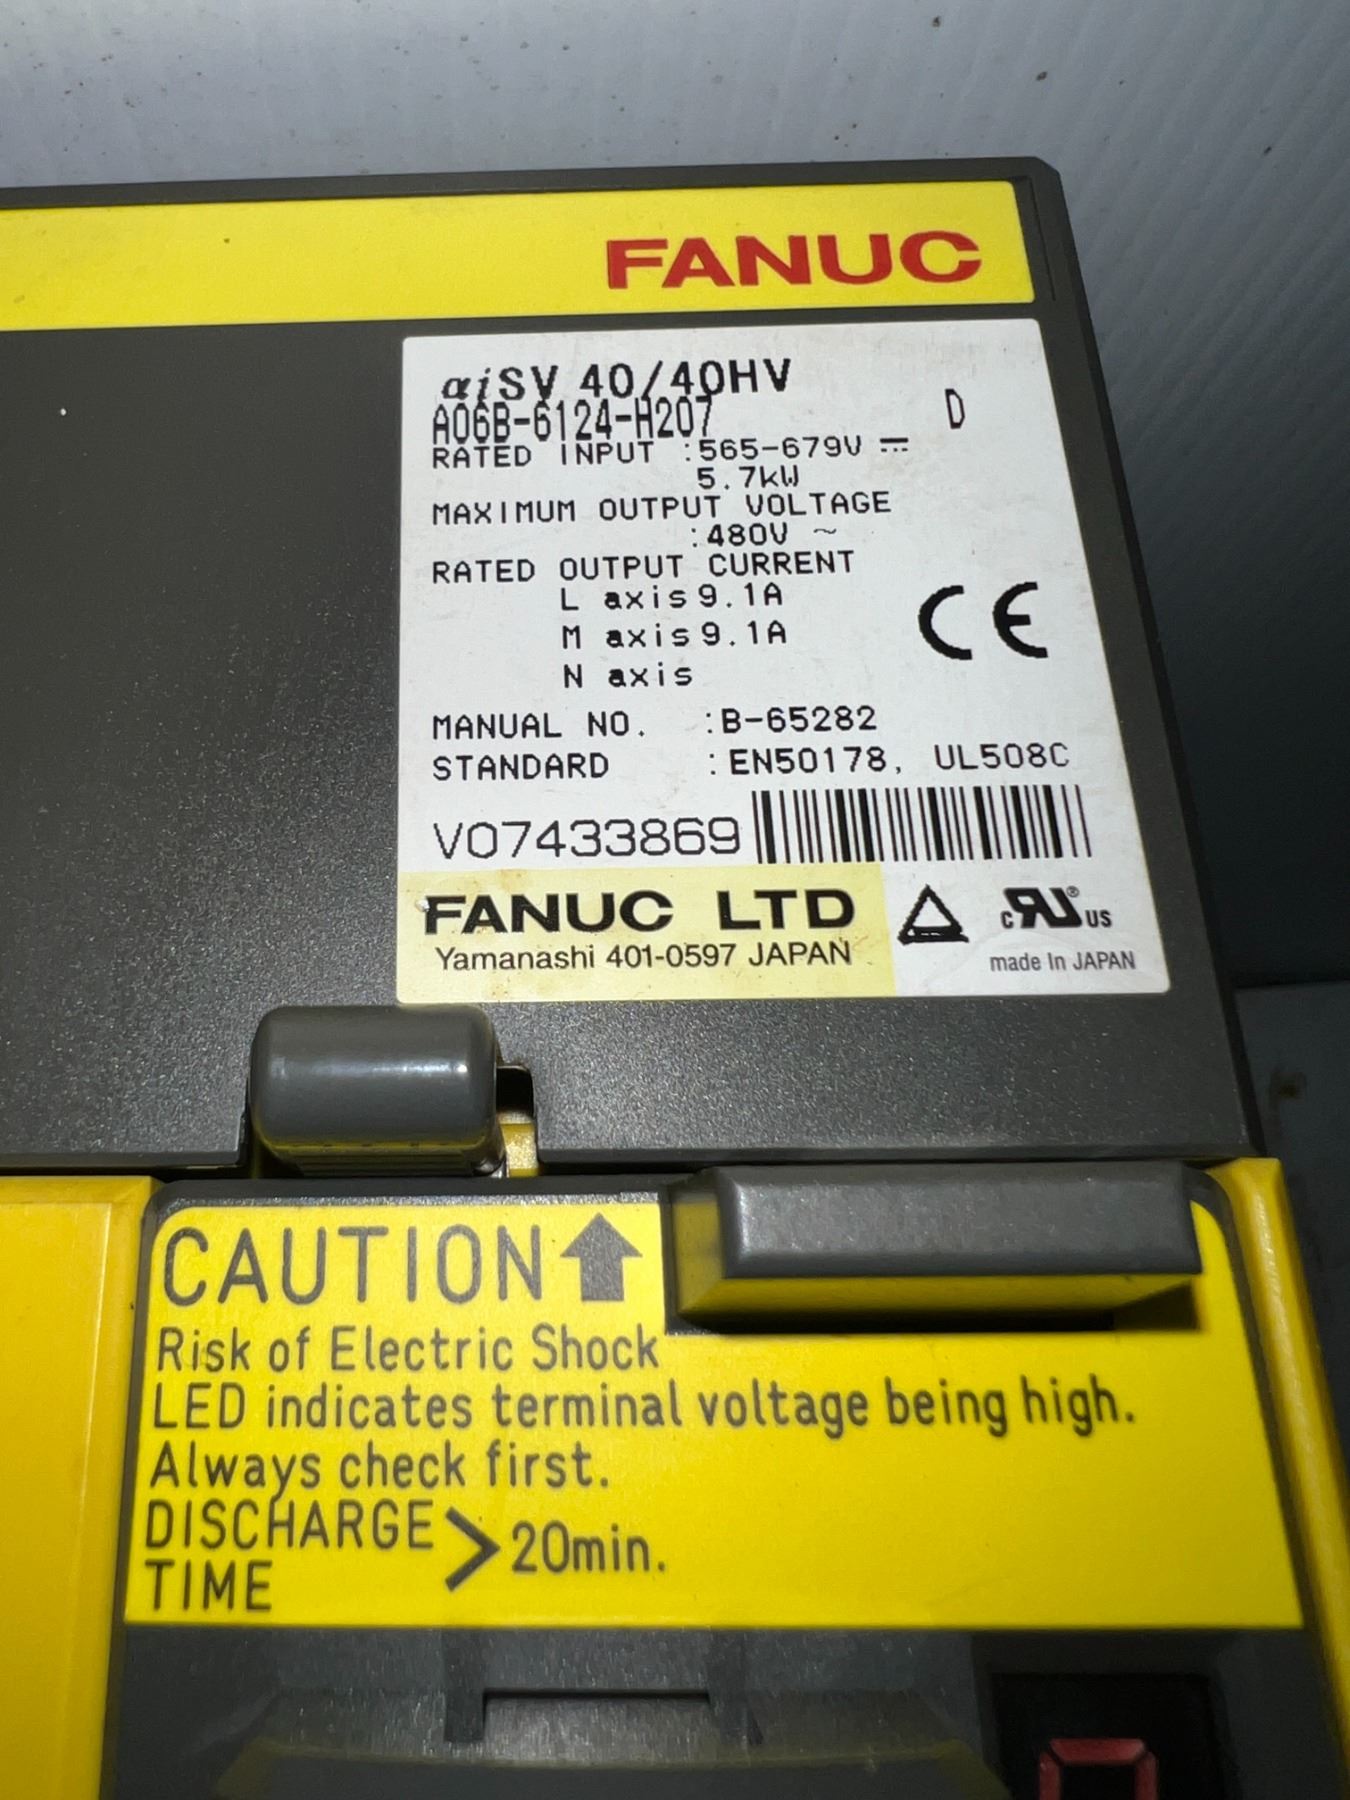 FANUC
αiSV 40/40HV
A06B-6124-H207 D
RATED INPUT :565-679V ⎓
5.7kW
MAXIMUM OUTPUT VOLTAGE
:480V ~
RATED OUTPUT CURRENT
L axis 9.1A
M axis 9.1A
N axis
CE
MANUAL NO. :B-65282
STANDARD :EN50178, UL508C
V07433869
FANUC LTD
Yamanashi 401-0597 JAPAN
c RU ® US
made In JAPAN
CAUTION
Risk of Electric Shock
LED indicates terminal voltage being high.
Always check first.
DISCHARGE
TIME > 20min.